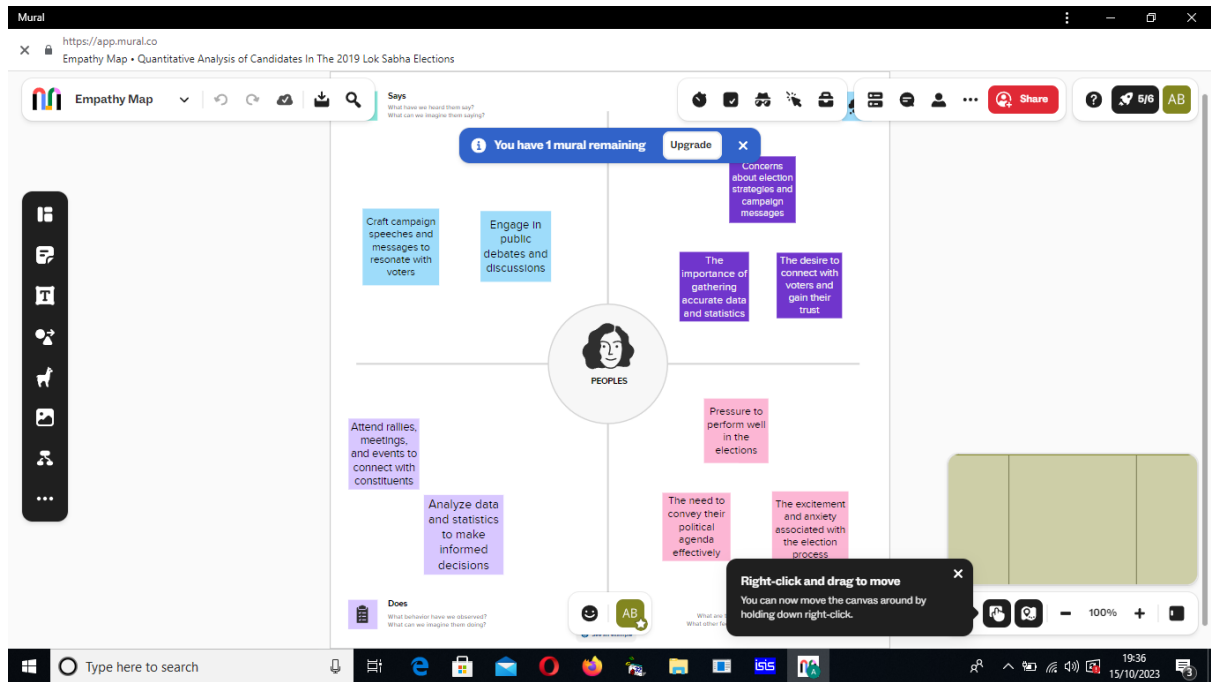 Mural
https://app.mural.co
Empathy Map • Quantitative Analysis of Candidates In The 2019 Lok Sabha Elections
Empathy Map
Share
5/6
AB
Says
What have we heard them say?
What can we imagine them saying?
You have 1 mural remaining
Upgrade
Concerns
about election
strategies and
campaign
messages
Craft campaign
speeches and
messages to
resonate with
voters
Engage in
public
debates and
discussions
The
importance of
gathering
accurate data
and statistics
The desire to
connect with
voters and
gain their
trust
PEOPLES
Attend rallies,
meetings,
and events to
connect with
constituents
Analyze data
and statistics
to make
informed
decisions
Pressure to
perform well
in the
elections
The need to
convey their
political
agenda
effectively
The excitement
and anxiety
associated with
the election
process
Right-click and drag to move
You can now move the canvas around by
holding down right-click.
Does
What behavior have we observed?
What can we imagine them doing?
AB
What are
What other fe
100%
Type here to search
isis
A
19:36
15/10/2023
3